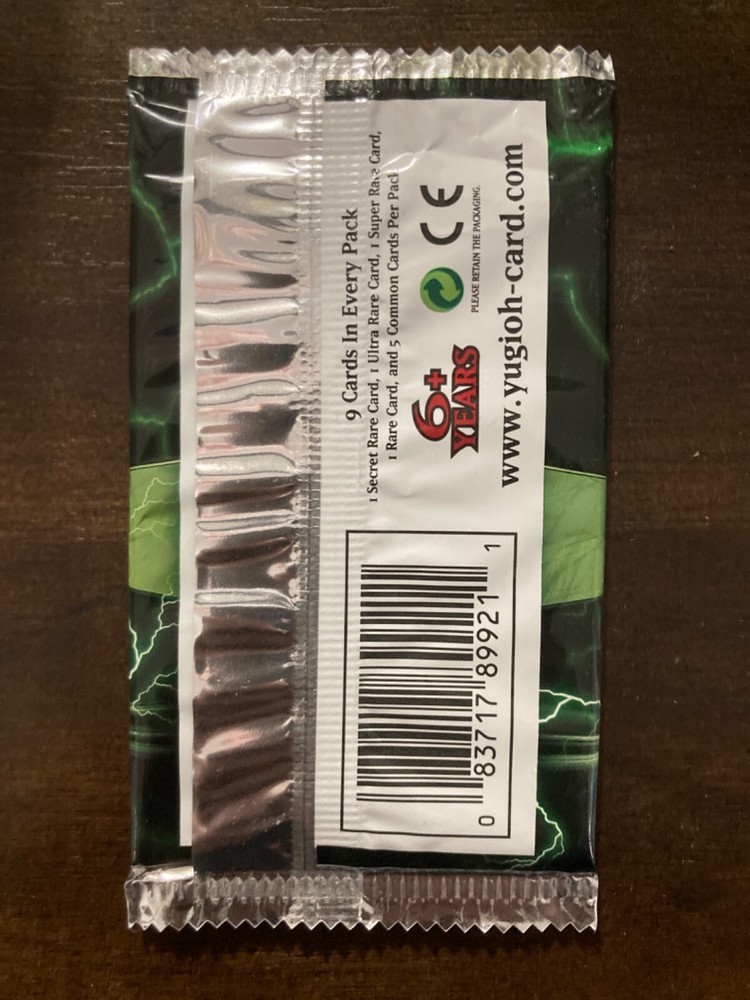 9 Cards In Every Pack
1 Secret Rare Card, 1 Ultra Rare Card, 1 Super Rare Card,
1 Rare Card, and 5 Common Cards Per Pack
6+
YEARS
CE
PLEASE RETAIN THE PACKAGING.
www.yugioh-card.com
0 83717 89921 1